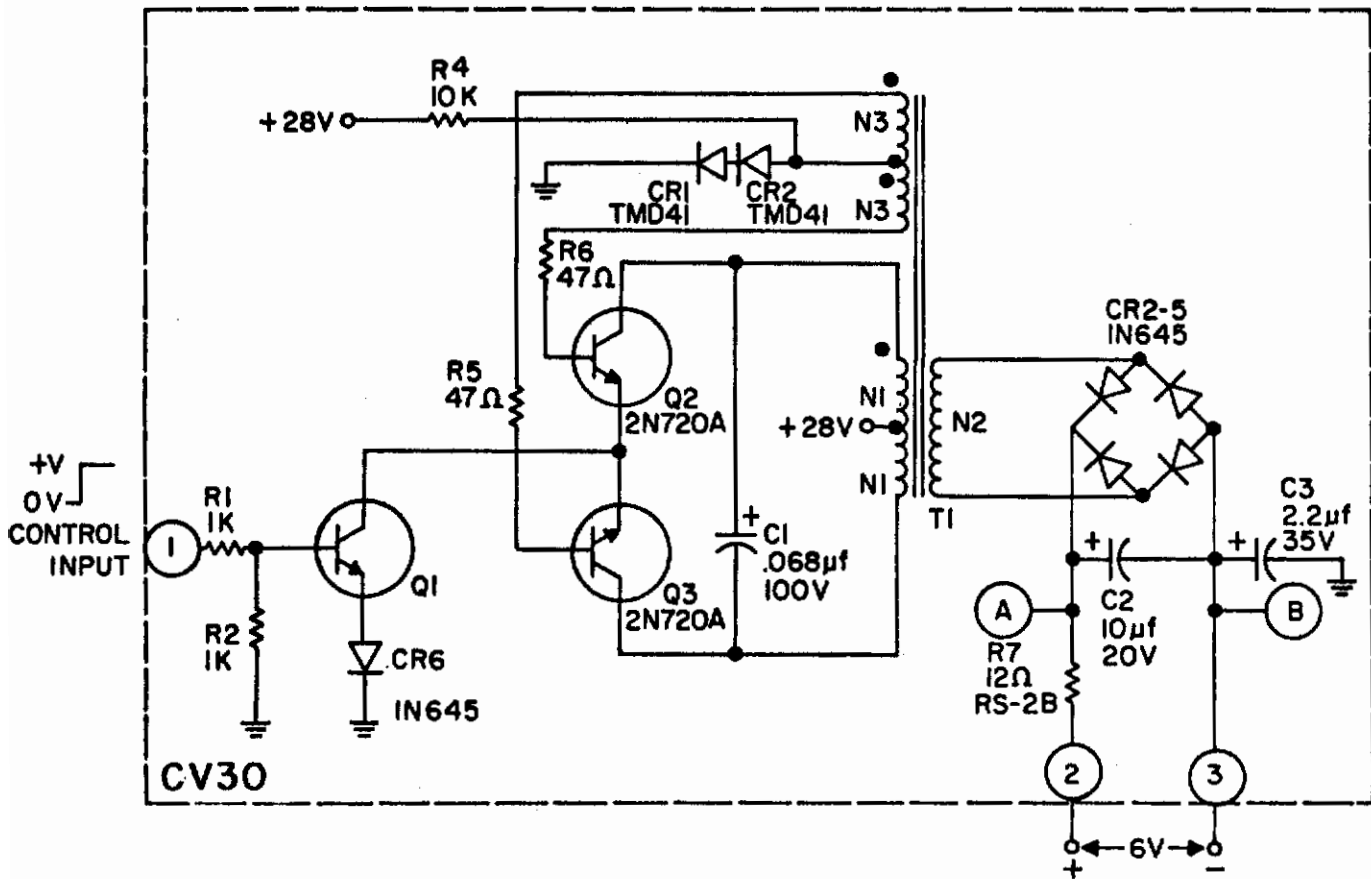 R4
10K
+28V
N3
CR1
TMD41
CR2
TMD41
N3
R6
47Ω
CR2-5
IN645
R5
47Ω
Q2
2N720A
N1
+28V
N2
N1
+V
0V
CONTROL
INPUT
1
R1
1K
Q1
Q3
2N720A
+
C1
.068μf
100V
T1
C3
2.2μf
35V
+
+
C2
10μf
20V
A
B
R2
1K
CR6
IN645
R7
12Ω
RS-2B
CV30
2
3
+
6V
-